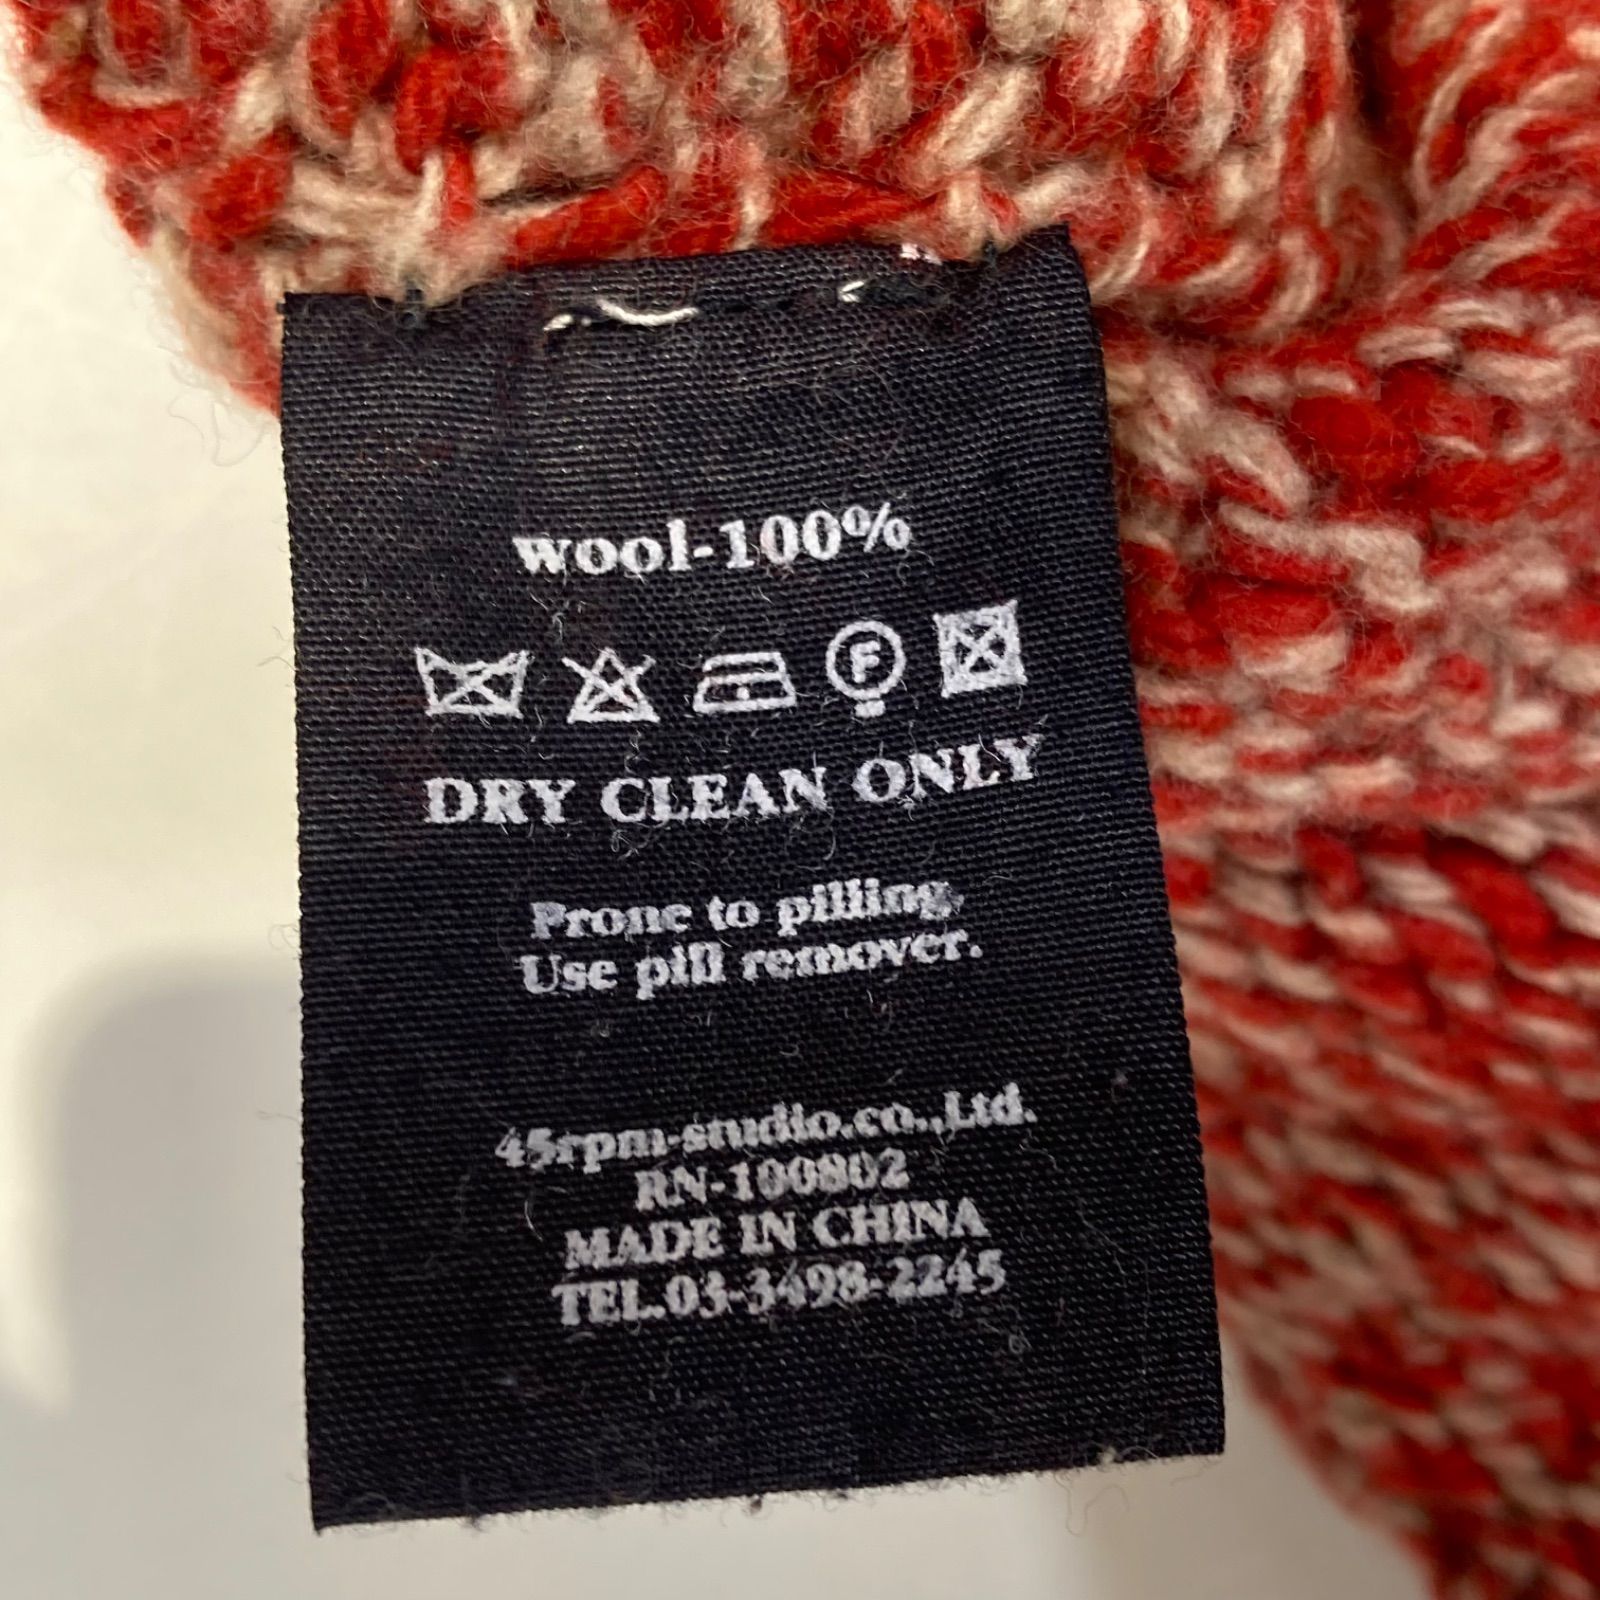 wool-100%
F
DRY CLEAN ONLY
Prone to pilling.
Use pill remover.
45rpm-studio.co.,Ltd.
RN-100802
MADE IN CHINA
TEL.03-3498-2245